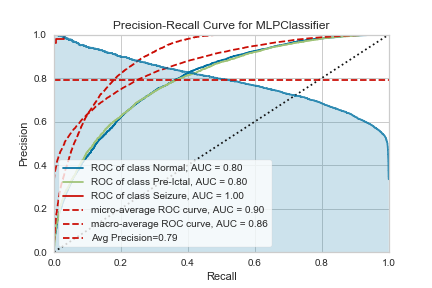 Precision-Recall Curve for MLPClassifier
1.0
0.8
0.6
0.4
0.2
0.0
Precision
ROC of class Normal, AUC = 0.80
ROC of class Pre-Ictal, AUC = 0.80
ROC of class Seizure, AUC = 1.00
micro-average ROC curve, AUC = 0.90
macro-average ROC curve, AUC = 0.86
Avg Precision=0.79
0.0 0.2 0.4 0.6 0.8 1.0
Recall